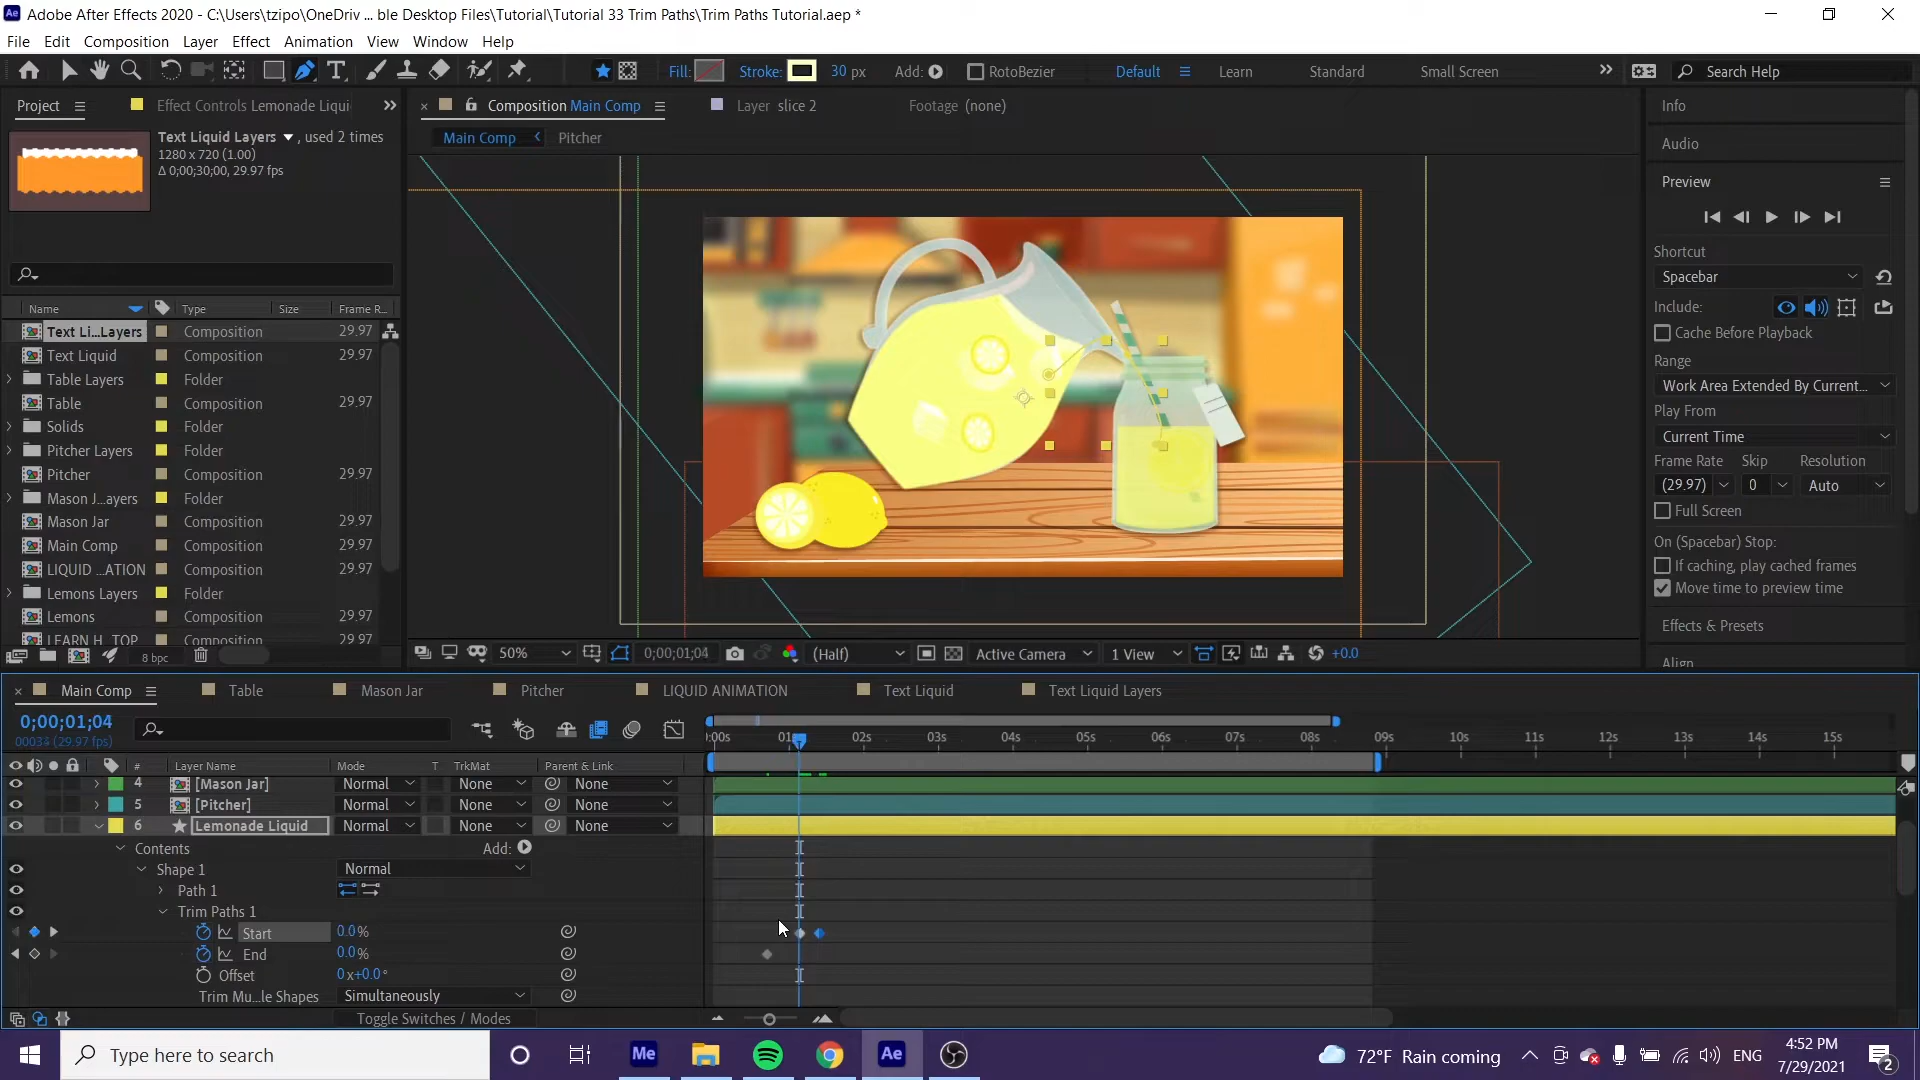 Adobe After Effects 2020 - C:\Users\tzipo\OneDriv ... ble Desktop Files\Tutorial\Tutorial 33 Trim Paths\Trim Paths Tutorial.aep *
File Edit Composition Layer Effect Animation View Window Help
Fill: Stroke: 30 px Add: RotoBezier Default Learn Standard Small Screen Search Help
Project Effect Controls Lemonade Liqui Composition Main Comp Layer slice 2 Footage (none) Info
Main Comp Pitcher
Text Liquid Layers , used 2 times
1280 x 720 (1.00)
Δ 0;00;30;00, 29.97 fps
Audio
Preview
Shortcut
Spacebar
Include:
Cache Before Playback
Range
Work Area Extended By Current...
Play From
Current Time
Frame Rate Skip Resolution
(29.97) 0 Auto
Full Screen
On (Spacebar) Stop:
If caching, play cached frames
Move time to preview time
Effects & Presets
Align
Name Type Size Frame R...
Text Li...Layers Composition 29.97
Text Liquid Composition 29.97
Table Layers Folder
Table Composition 29.97
Solids Folder
Pitcher Layers Folder
Pitcher Composition 29.97
Mason J...ayers Folder
Mason Jar Composition 29.97
Main Comp Composition 29.97
LIQUID ...ATION Composition 29.97
Lemons Layers Folder
Lemons Composition 29.97
LEARN H...TOP Composition 29.97
8 bpc
50% 0;00;01;04 (Half) Active Camera 1 View +0.0
Main Comp Table Mason Jar Pitcher LIQUID ANIMATION Text Liquid Text Liquid Layers
0;00;01;04
00034 (29.97 fps)
:00s 01s 02s 03s 04s 05s 06s 07s 08s 09s 10s 11s 12s 13s 14s 15s
# Layer Name Mode T TrkMat Parent & Link
4 [Mason Jar] Normal None None
5 [Pitcher] Normal None None
6 Lemonade Liquid Normal None None
Contents Add:
Shape 1 Normal
Path 1
Trim Paths 1
Start 0.0%
End 0.0%
Offset 0x+0.0°
Trim Mu...le Shapes Simultaneously
Toggle Switches / Modes
Type here to search
Me
Ae
72°F Rain coming ENG
4:52 PM
7/29/2021
2